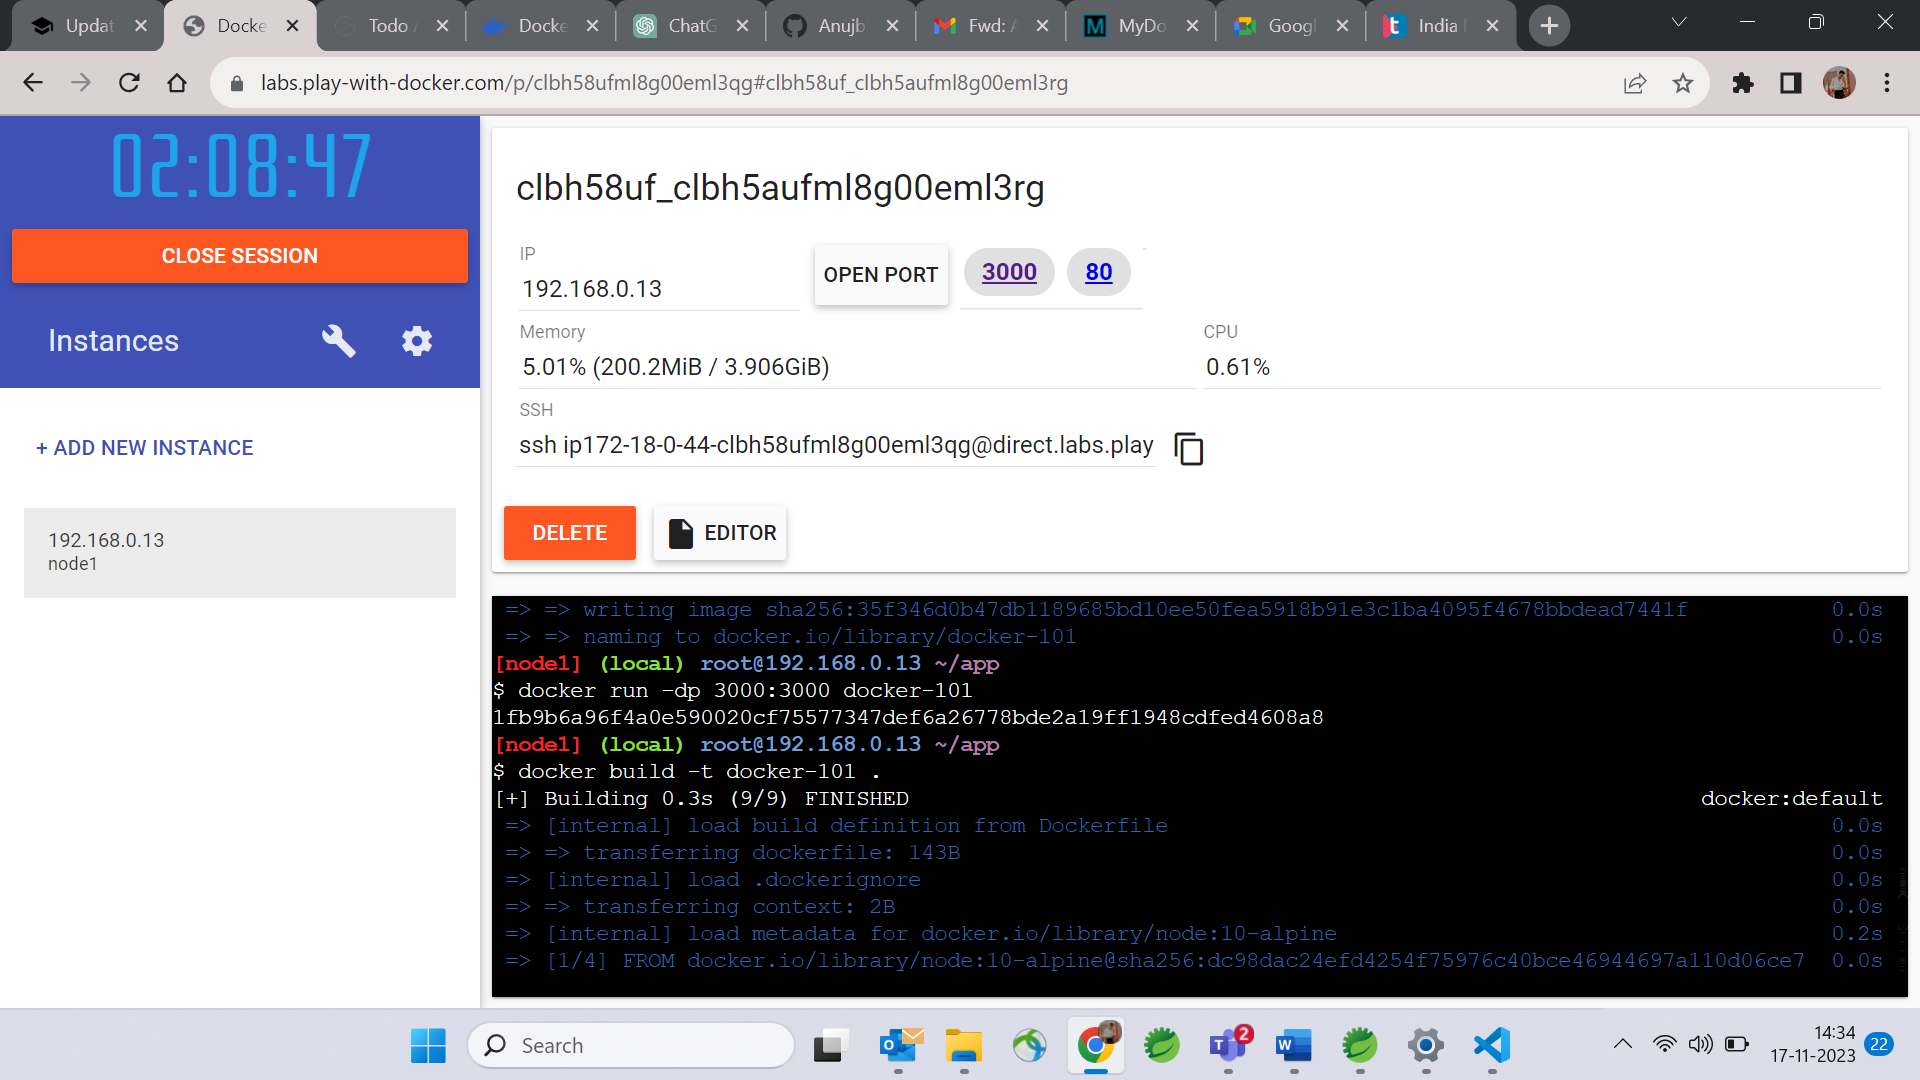 Updat
Docke
Todo
Docke
ChatG
Anujb
Fwd: A
MyDo
Googl
India
labs.play-with-docker.com/p/clbh58ufml8g00eml3qg#clbh58uf_clbh5aufml8g00eml3rg
02:08:47
CLOSE SESSION
Instances
+ ADD NEW INSTANCE
192.168.0.13
node1
clbh58uf_clbh5aufml8g00eml3rg
IP
192.168.0.13
OPEN PORT
3000 80
Memory
5.01% (200.2MiB / 3.906GiB)
CPU
0.61%
SSH
ssh ip172-18-0-44-clbh58ufml8g00eml3qg@direct.labs.play
DELETE
EDITOR
=> => writing image sha256:35f346d0b47db1189685bd10ee50fea5918b91e3c1ba4095f4678bbdead7441f 0.0s
=> => naming to docker.io/library/docker-101 0.0s
[node1] (local) root@192.168.0.13 ~/app
$ docker run -dp 3000:3000 docker-101
1fb9b6a96f4a0e590020cf75577347def6a26778bde2a19ff1948cdfed4608a8
[node1] (local) root@192.168.0.13 ~/app
$ docker build -t docker-101 .
[+] Building 0.3s (9/9) FINISHED docker:default
=> [internal] load build definition from Dockerfile 0.0s
=> => transferring dockerfile: 143B 0.0s
=> [internal] load .dockerignore 0.0s
=> => transferring context: 2B 0.0s
=> [internal] load metadata for docker.io/library/node:10-alpine 0.2s
=> [1/4] FROM docker.io/library/node:10-alpine@sha256:dc98dac24efd4254f75976c40bce46944697a110d06ce7 0.0s
Search
2
14:34
17-11-2023
22